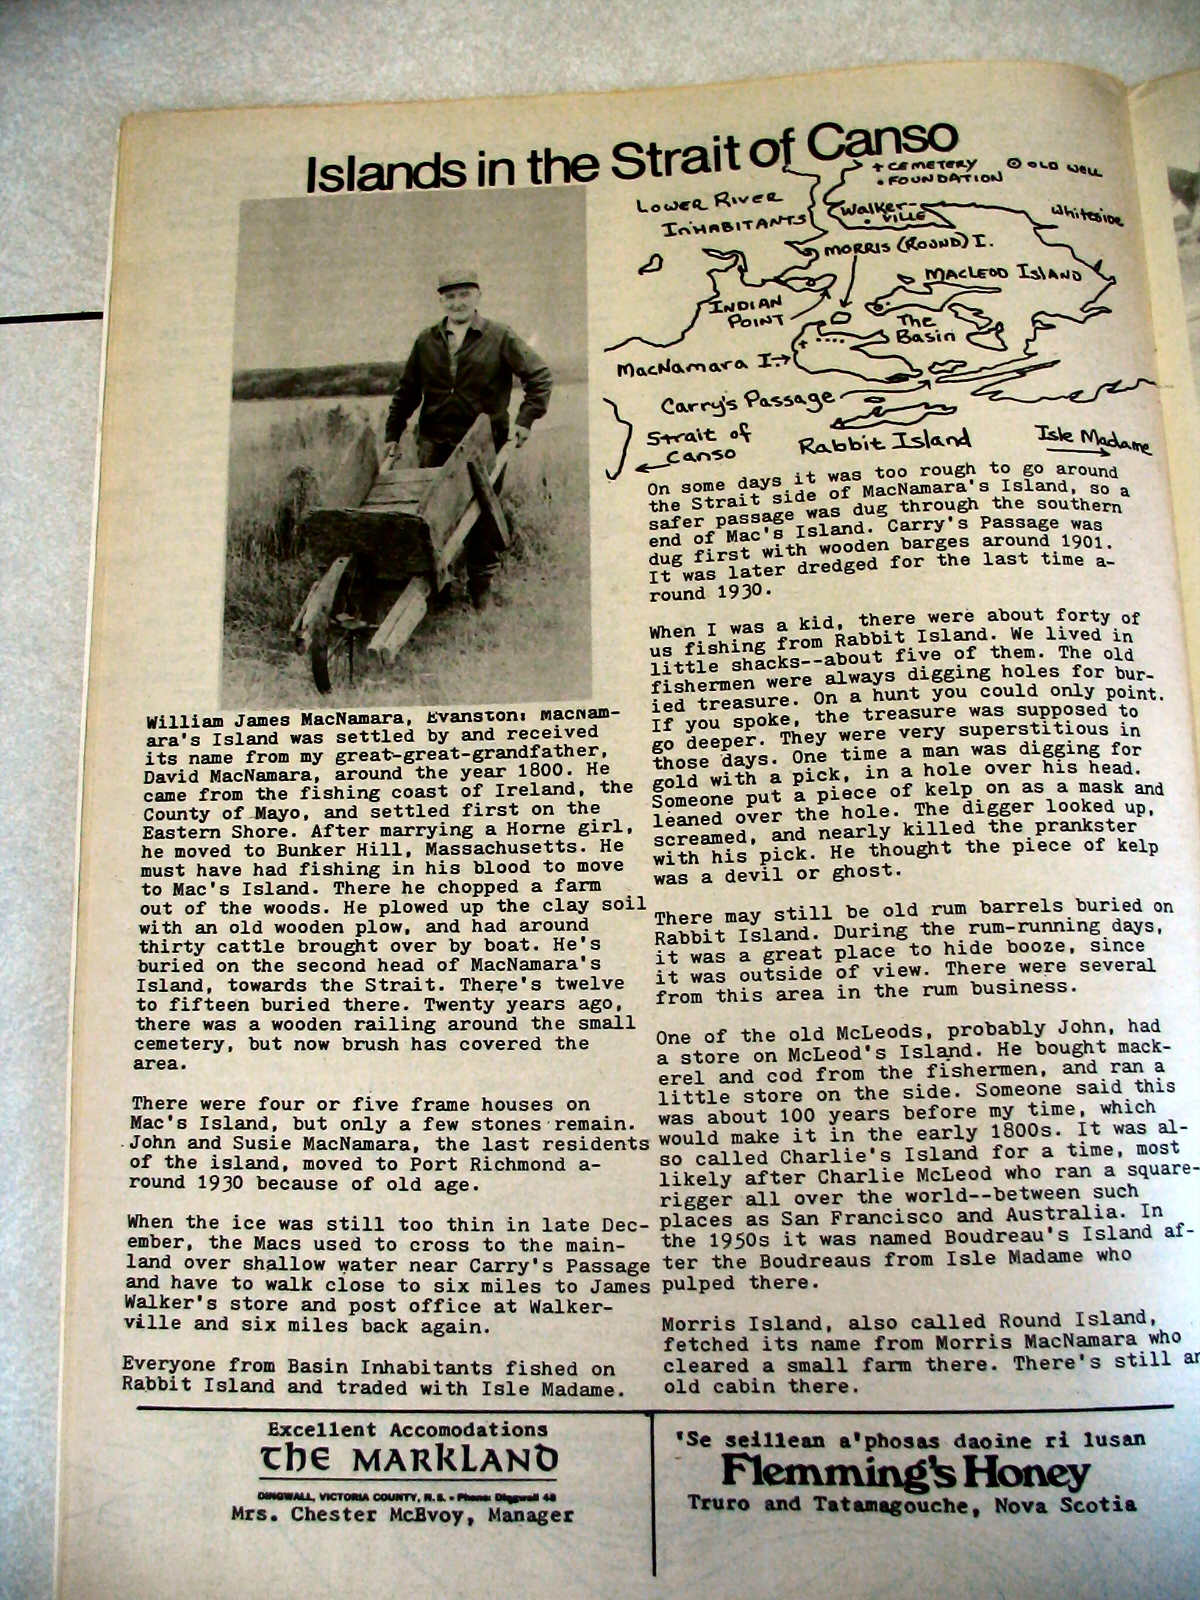 Islands in the Strait of Canso
+ CEMETERY
⊙ OLD WELL
• FOUNDATION
LOWER RIVER
INHABITANTS
Walker-
VILLE
Whiteside
MORRIS (ROUND) I.
MACLEOD ISLAND
INDIAN
POINT
The
Basin
MacNamara I.
Carry's Passage
Strait of
Canso
Rabbit Island
Isle Madame
William James MacNamara, Evanston: MacNam-
ara's Island was settled by and received
its name from my great-great-grandfather,
David MacNamara, around the year 1800. He
came from the fishing coast of Ireland, the
County of Mayo, and settled first on the
Eastern Shore. After marrying a Horne girl,
he moved to Bunker Hill, Massachusetts. He
must have had fishing in his blood to move
to Mac's Island. There he chopped a farm
out of the woods. He plowed up the clay soil
with an old wooden plow, and had around
thirty cattle brought over by boat. He's
buried on the second head of MacNamara's
Island, towards the Strait. There's twelve
to fifteen buried there. Twenty years ago,
there was a wooden railing around the small
cemetery, but now brush has covered the
area.
There were four or five frame houses on
Mac's Island, but only a few stones remain.
John and Susie MacNamara, the last residents
of the island, moved to Port Richmond a-
round 1930 because of old age.
When the ice was still too thin in late Dec-
ember, the Macs used to cross to the main-
land over shallow water near Carry's Passage
and have to walk close to six miles to James
Walker's store and post office at Walker-
ville and six miles back again.
Everyone from Basin Inhabitants fished on
Rabbit Island and traded with Isle Madame.
On some days it was too rough to go around
the Strait side of MacNamara's Island, so a
safer passage was dug through the southern
end of Mac's Island. Carry's Passage was
dug first with wooden barges around 1901.
It was later dredged for the last time a-
round 1930.
When I was a kid, there were about forty of
us fishing from Rabbit Island. We lived in
little shacks--about five of them. The old
fishermen were always digging holes for bur-
ied treasure. On a hunt you could only point.
If you spoke, the treasure was supposed to
go deeper. They were very superstitious in
those days. One time a man was digging for
gold with a pick, in a hole over his head.
Someone put a piece of kelp on as a mask and
leaned over the hole. The digger looked up,
screamed, and nearly killed the prankster
with his pick. He thought the piece of kelp
was a devil or ghost.
There may still be old rum barrels buried on
Rabbit Island. During the rum-running days,
it was a great place to hide booze, since
it was outside of view. There were several
from this area in the rum business.
One of the old McLeods, probably John, had
a store on McLeod's Island. He bought mack-
erel and cod from the fishermen, and ran a
little store on the side. Someone said this
was about 100 years before my time, which
would make it in the early 1800s. It was al-
so called Charlie's Island for a time, most
likely after Charlie McLeod who ran a square-
rigger all over the world--between such
places as San Francisco and Australia. In
the 1950s it was named Boudreau's Island af-
ter the Boudreaus from Isle Madame who
pulped there.
Morris Island, also called Round Island,
fetched its name from Morris MacNamara who
cleared a small farm there. There's still an
old cabin there.
Excellent Accomodations
THE MARKLAND
DINGWALL, VICTORIA COUNTY, N.S. • Phone: Dingwall 48
Mrs. Chester McEvoy, Manager
'Se seillean a'phosas daoine ri lusan
Flemming's Honey
Truro and Tatamagouche, Nova Scotia